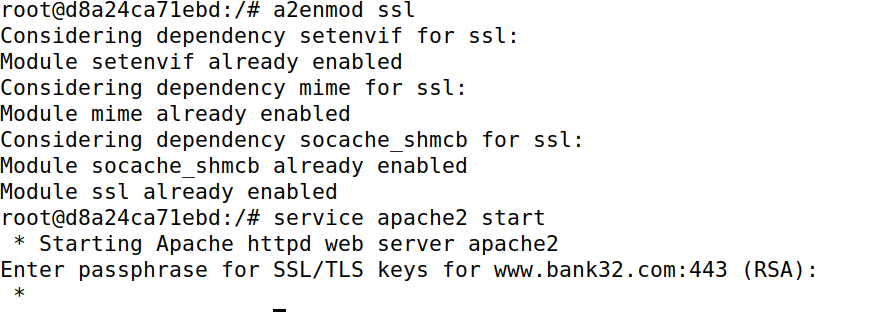 root@d8a24ca71ebd:/# a2enmod ssl
Considering dependency setenvif for ssl:
Module setenvif already enabled
Considering dependency mime for ssl:
Module mime already enabled
Considering dependency socache_shmcb for ssl:
Module socache_shmcb already enabled
Module ssl already enabled
root@d8a24ca71ebd:/# service apache2 start
 * Starting Apache httpd web server apache2
Enter passphrase for SSL/TLS keys for www.bank32.com:443 (RSA):
 *